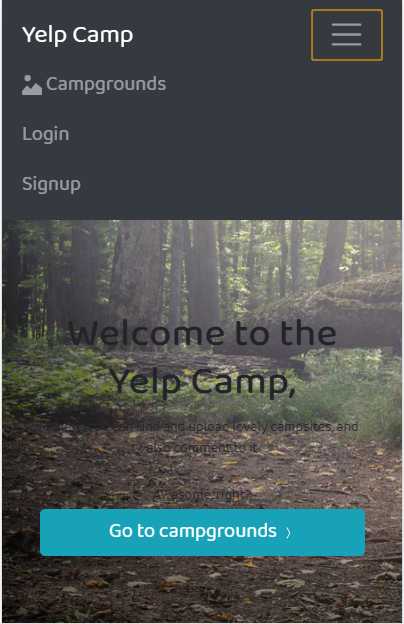 Yelp Camp
Campgrounds
Login
Signup
Welcome to the
Yelp Camp,
you can find and upload lovely campsites, and
also comment to it.
Awesome right?
Go to campgrounds 〉